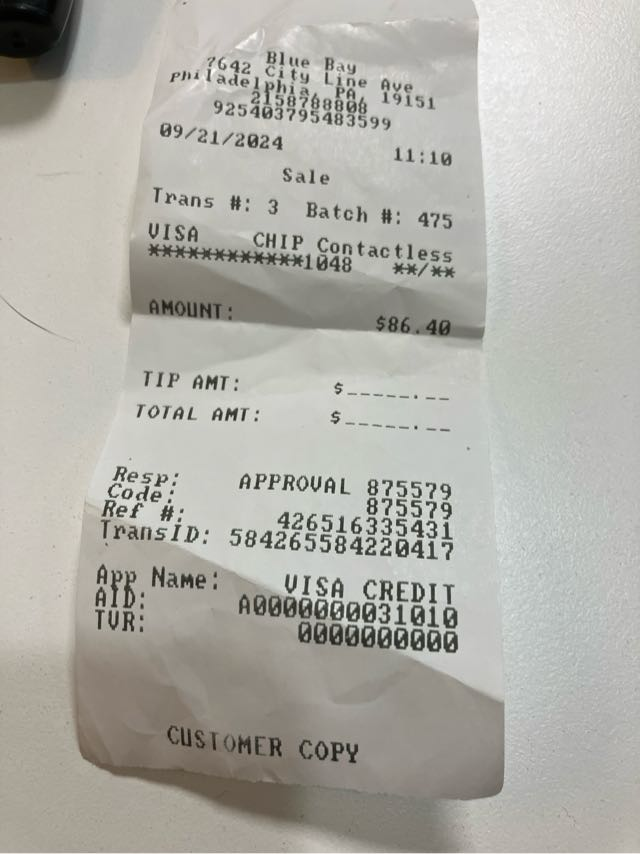 Blue Bay
7642 City Line Ave
Philadelphia, PA, 19151
2158788808
925403795483599
09/21/2024 11:10
Sale
Trans #: 3 Batch #: 475
VISA CHIP Contactless
************1048 **/**
AMOUNT: $86.40
TIP AMT: $_____.__
TOTAL AMT: $_____.__
Resp: APPROVAL 875579
Code: 875579
Ref #: 426516335431
TransID: 584265584220417
App Name: VISA CREDIT
AID: A0000000031010
TVR: 0000000000
CUSTOMER COPY